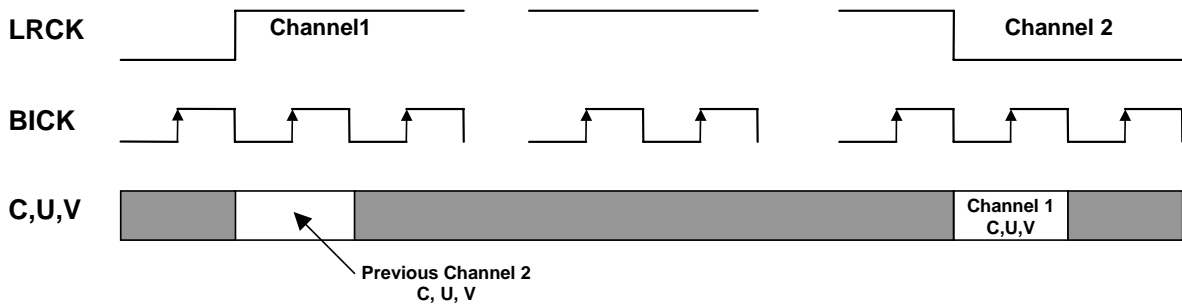 LRCK
Channel1
Channel 2
BICK
C,U,V
Channel 1
C,U,V
Previous Channel 2
C, U, V